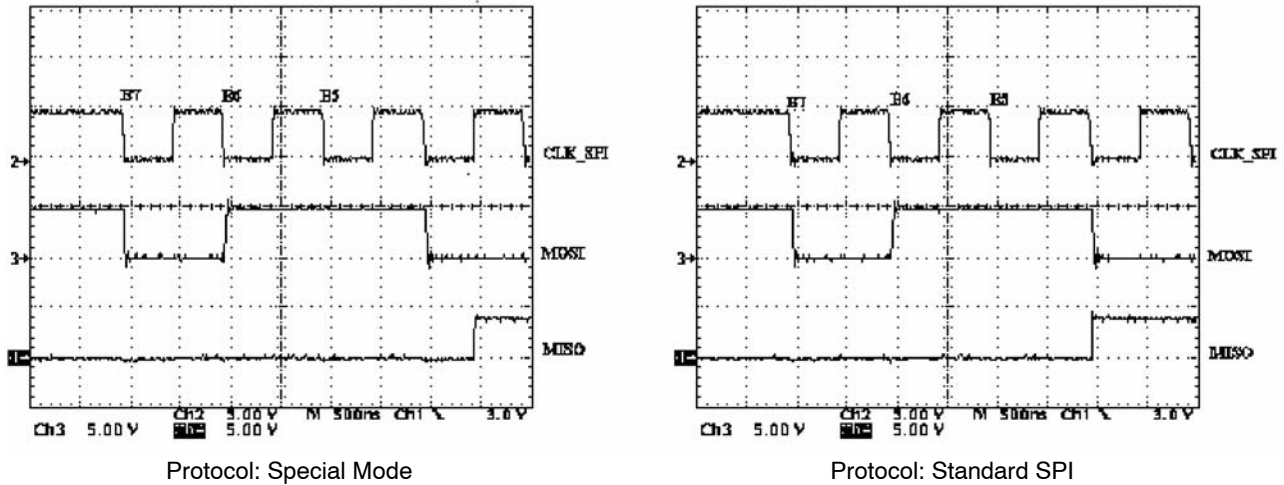 B7 B6 B5
CLK_SPI
2
MOSI
3
MISO
Ch2 5.00 V M 500ns Ch1 3.0 V
Ch3 5.00 V 5.00 V
Protocol: Special Mode
B7 B6 B5
CLK_SPI
2
MOSI
3
MISO
Ch2 5.00 V M 500ns Ch1 3.0 V
Ch3 5.00 V 5.00 V
Protocol: Standard SPI